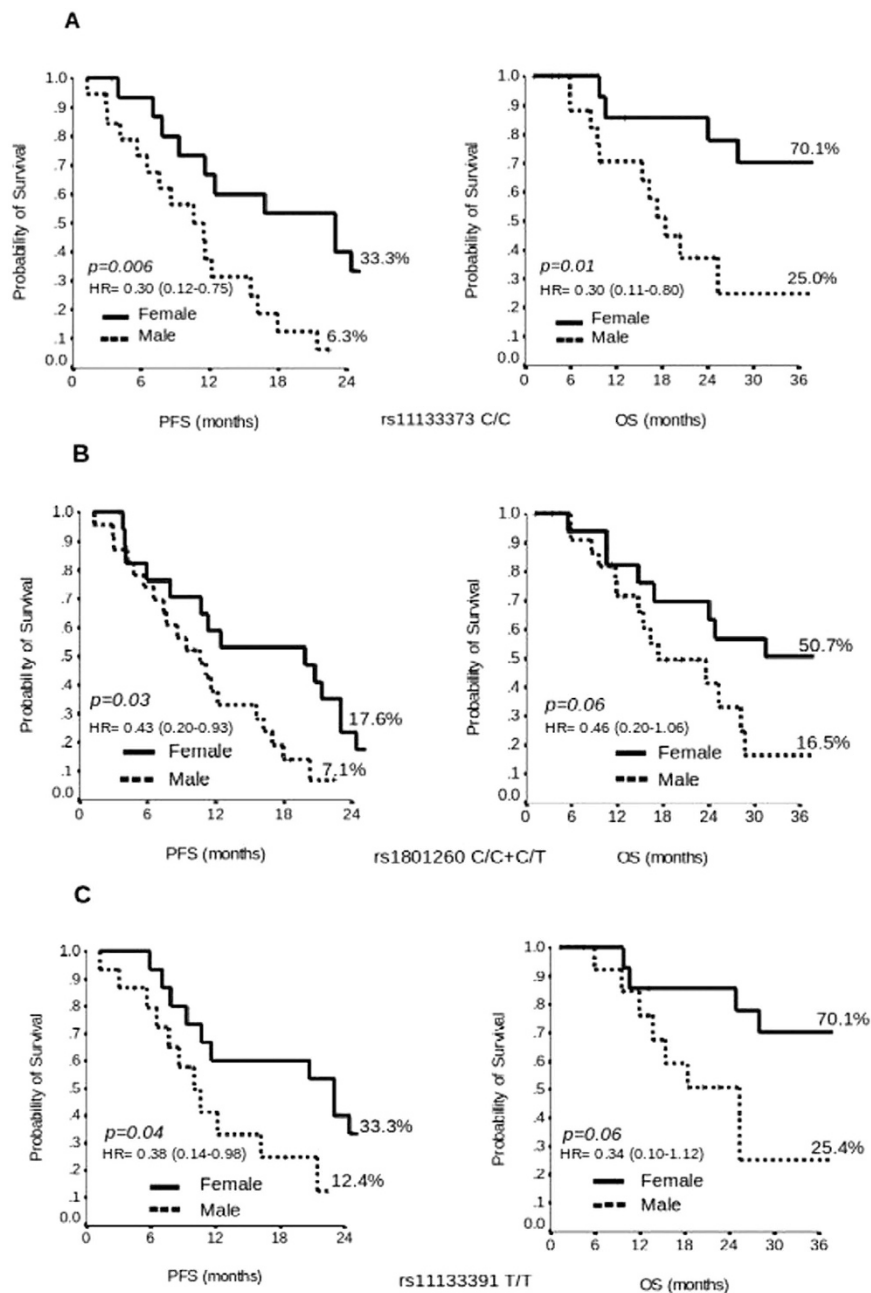 A
1.0
.9
.8
.7
.6
.5
.4
.3
.2
.1
0.0
Probability of Survival
p=0.006
HR= 0.30 (0.12-0.75)
Female
Male
33.3%
6.3%
0 6 12 18 24
PFS (months)
1.0
.9
.8
.7
.6
.5
.4
.3
.2
.1
0.0
Probability of Survival
p=0.01
HR= 0.30 (0.11-0.80)
Female
Male
70.1%
25.0%
0 6 12 18 24 30 36
OS (months)
rs11133373 C/C
B
1.0
.9
.8
.7
.6
.5
.4
.3
.2
.1
0.0
Probability of Survival
p=0.03
HR= 0.43 (0.20-0.93)
Female
Male
17.6%
7.1%
0 6 12 18 24
PFS (months)
1.0
.9
.8
.7
.6
.5
.4
.3
.2
.1
0.0
Probability of Survival
p=0.06
HR= 0.46 (0.20-1.06)
Female
Male
50.7%
16.5%
0 6 12 18 24 30 36
OS (months)
rs1801260 C/C+C/T
C
1.0
.9
.8
.7
.6
.5
.4
.3
.2
.1
0.0
Probability of Survival
p=0.04
HR= 0.38 (0.14-0.98)
Female
Male
33.3%
12.4%
0 6 12 18 24
PFS (months)
1.0
.9
.8
.7
.6
.5
.4
.3
.2
.1
0.0
Probability of Survival
p=0.06
HR= 0.34 (0.10-1.12)
Female
Male
70.1%
25.4%
0 6 12 18 24 30 36
OS (months)
rs11133391 T/T